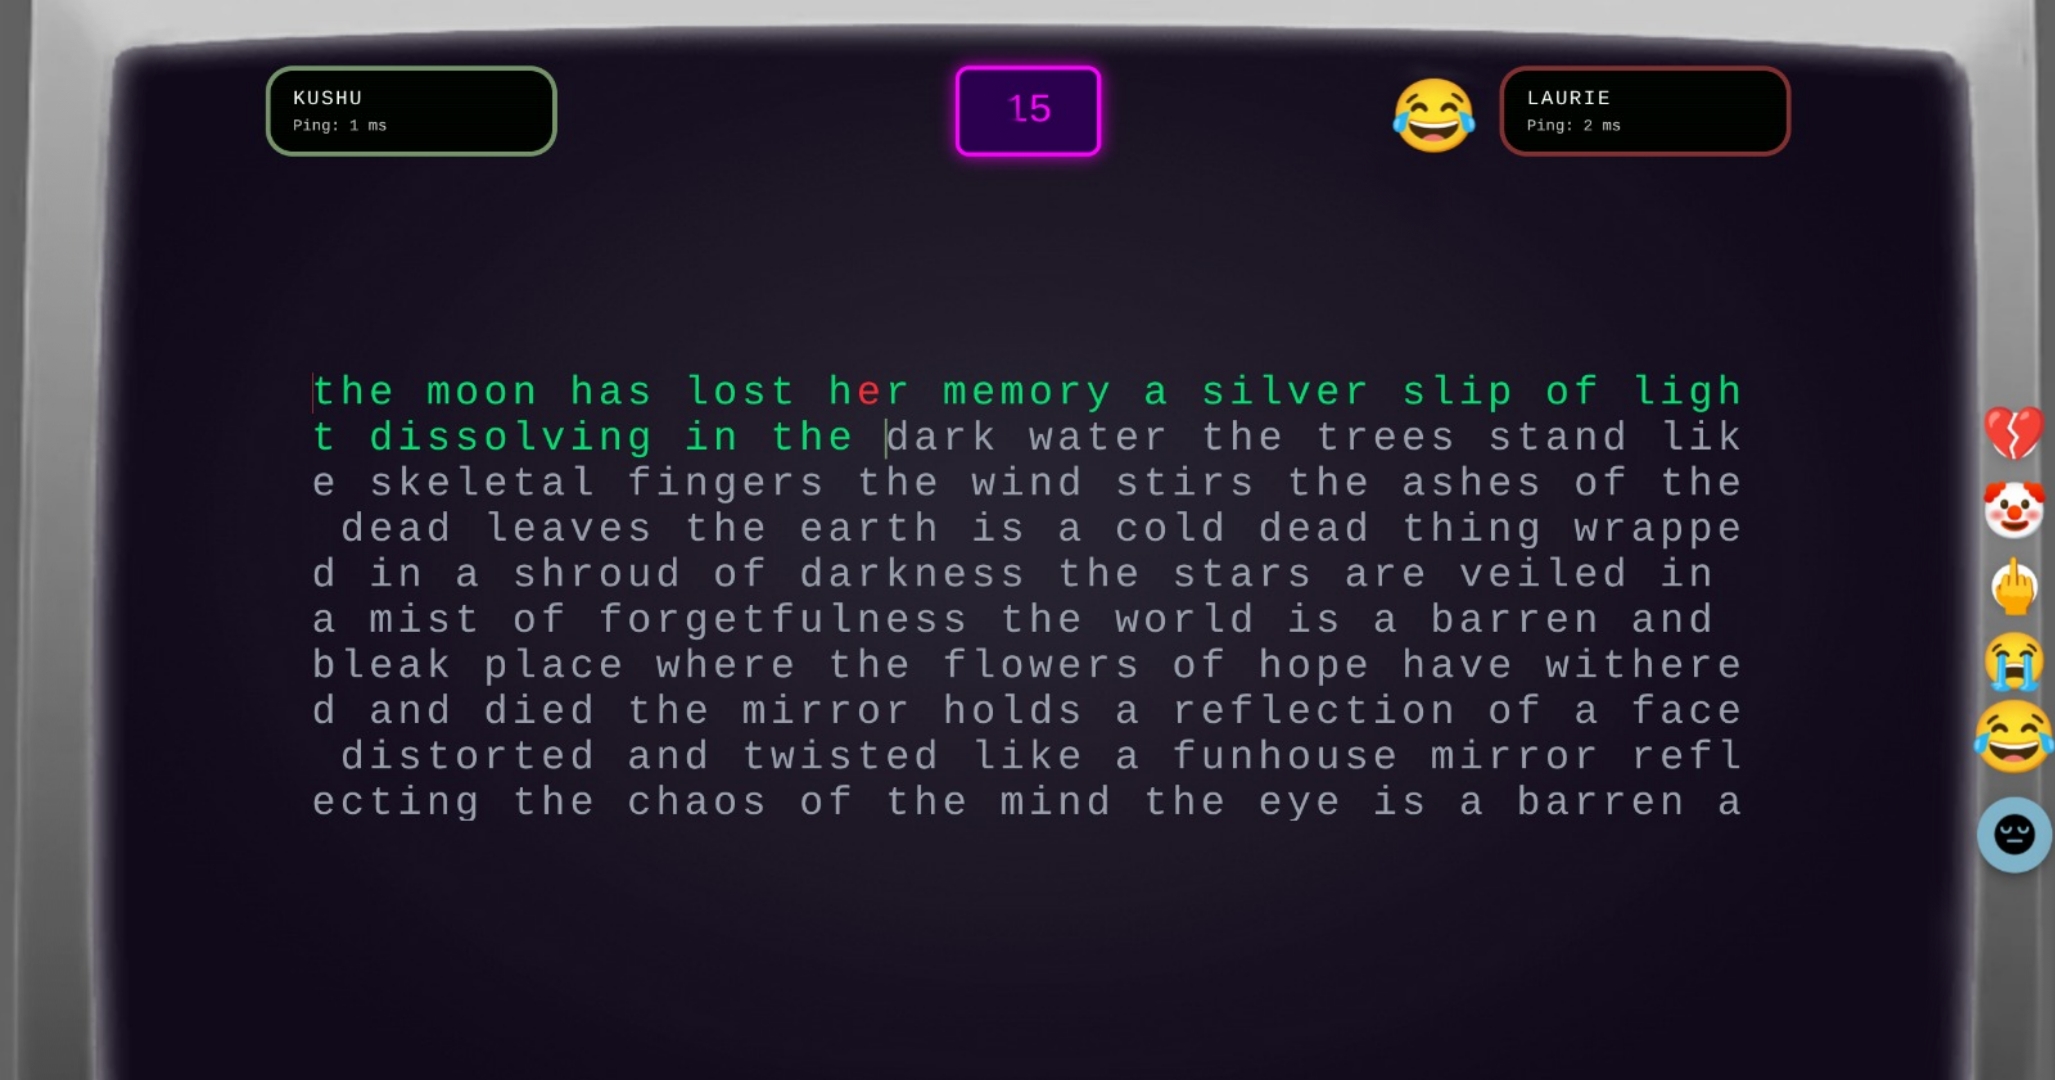 KUSHU
Ping: 1 ms
15
LAURIE
Ping: 2 ms
the moon has lost her memory a silver slip of ligh
t dissolving in the dark water the trees stand lik
e skeletal fingers the wind stirs the ashes of the
 dead leaves the earth is a cold dead thing wrappe
d in a shroud of darkness the stars are veiled in
a mist of forgetfulness the world is a barren and
bleak place where the flowers of hope have withere
d and died the mirror holds a reflection of a face
 distorted and twisted like a funhouse mirror refl
ecting the chaos of the mind the eye is a barren a